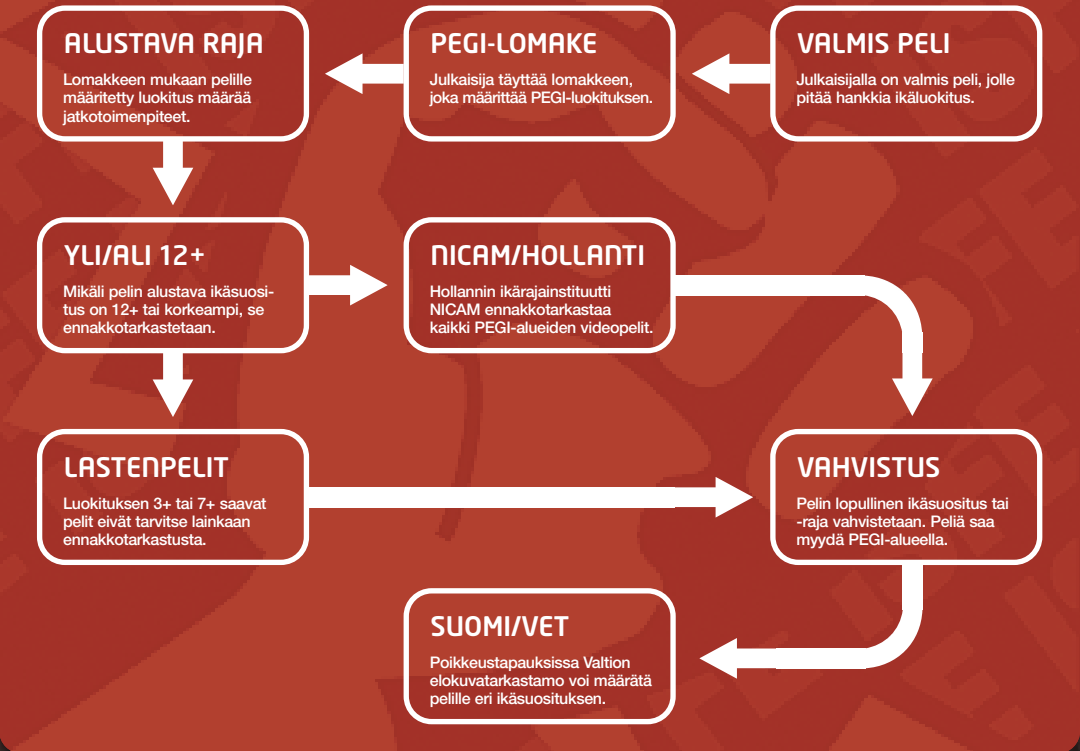 VALMIS PELI
Julkaisijalla on valmis peli, jolle
pitää hankkia ikäluokitus.
PEGI-LOMAKE
Julkaisija täyttää lomakkeen,
joka määrittää PEGI-luokituksen.
ALUSTAVA RAJA
Lomakkeen mukaan pelille
määritetty luokitus määrää
jatkotoimenpiteet.
YLI/ALI 12+
Mikäli pelin alustava ikäsuosi-
tus on 12+ tai korkeampi, se
ennakkotarkastetaan.
NICAM/HOLLANTI
Hollannin ikärajainstituutti
NICAM ennakkotarkastaa
kaikki PEGI-alueiden videopelit.
LASTENPELIT
Luokituksen 3+ tai 7+ saavat
pelit eivät tarvitse lainkaan
ennakkotarkastusta.
VAHVISTUS
Pelin lopullinen ikäsuositus tai
-raja vahvistetaan. Peliä saa
myydä PEGI-alueella.
SUOMI/VET
Poikkeustapauksissa Valtion
elokuvatarkastamo voi määrätä
pelille eri ikäsuosituksen.